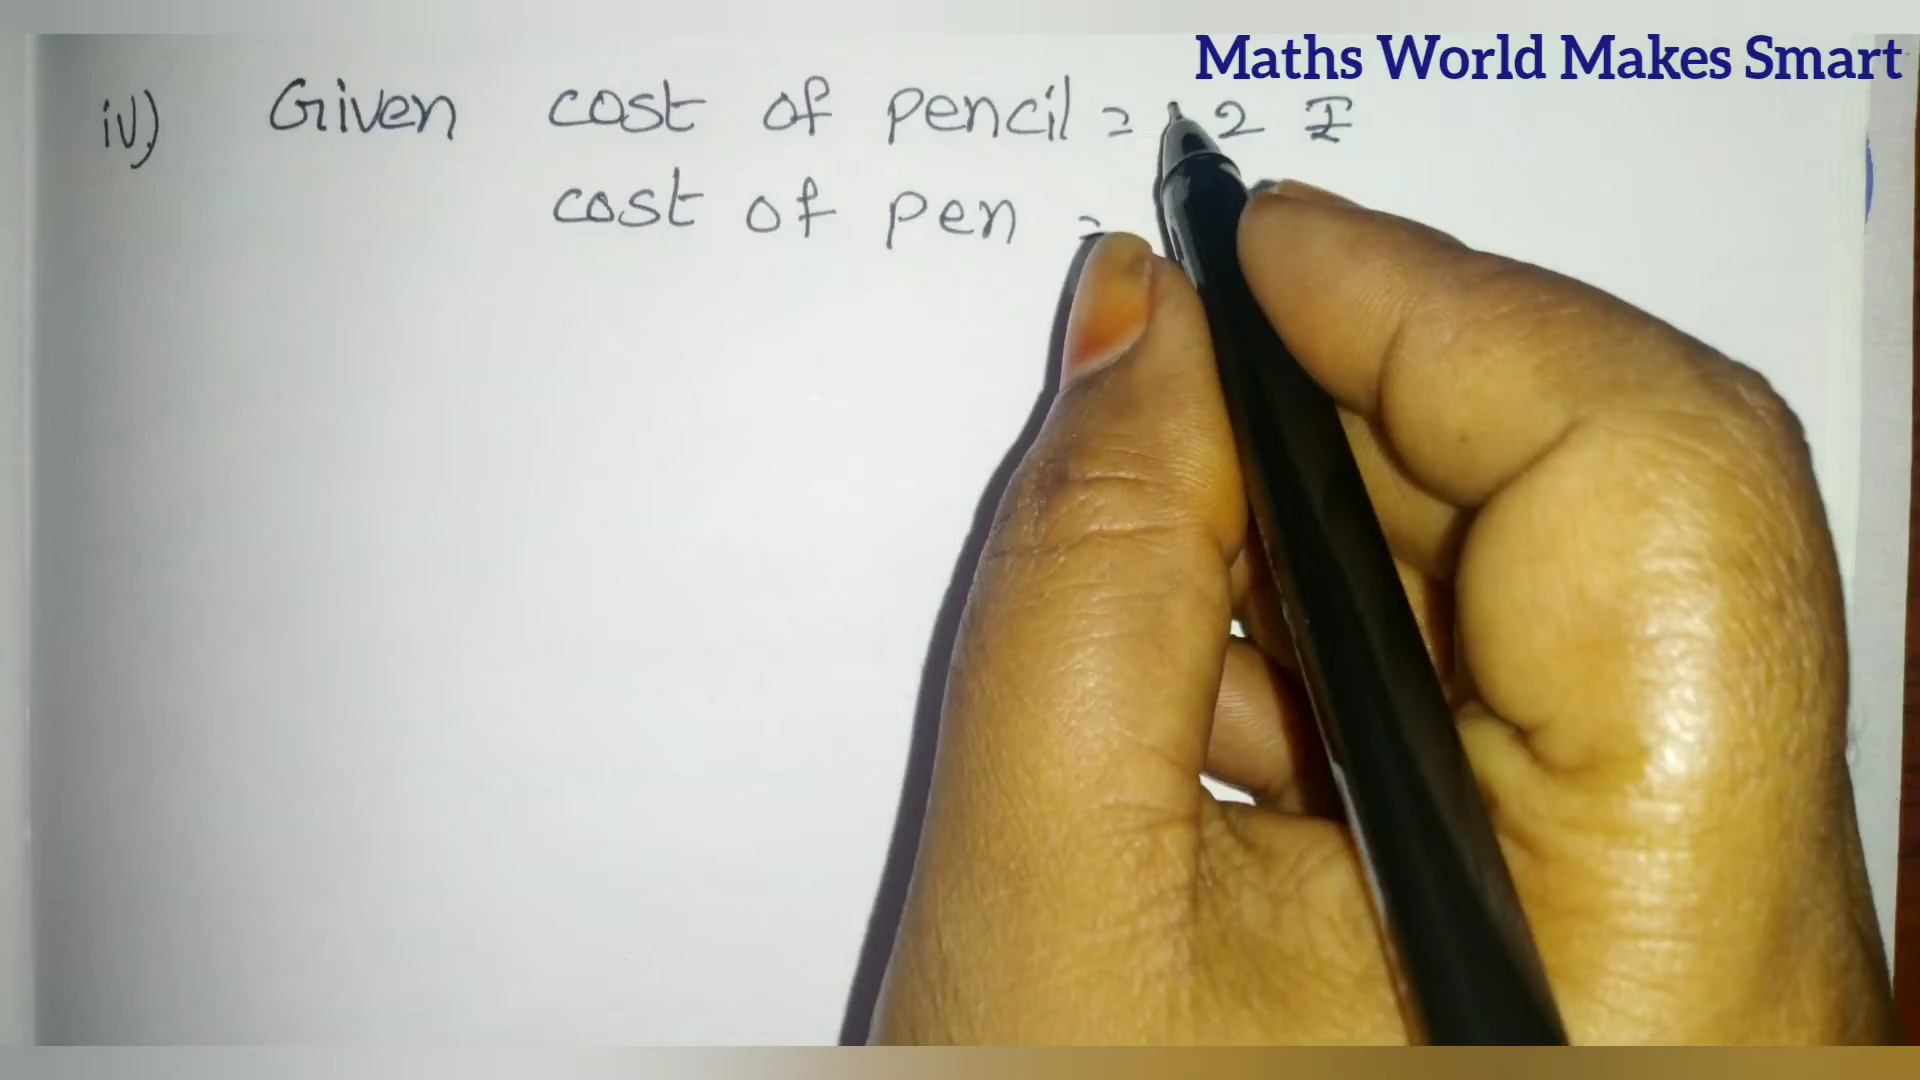 Maths World Makes Smart
iv) Given cost of pencil = 2 ₹
cost of pen =